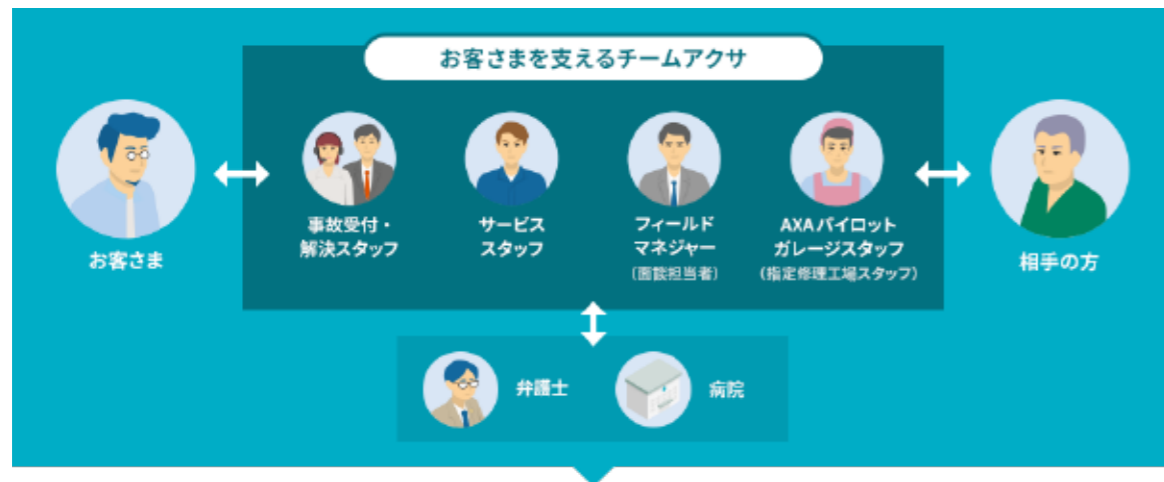 お客さまを支えるチームアクサ
お客さま
事故受付・
解決スタッフ
サービス
スタッフ
フィールド
マネジャー
（面談担当者）
AXAパイロット
ガレージスタッフ
（指定修理工場スタッフ）
相手の方
弁護士
病院